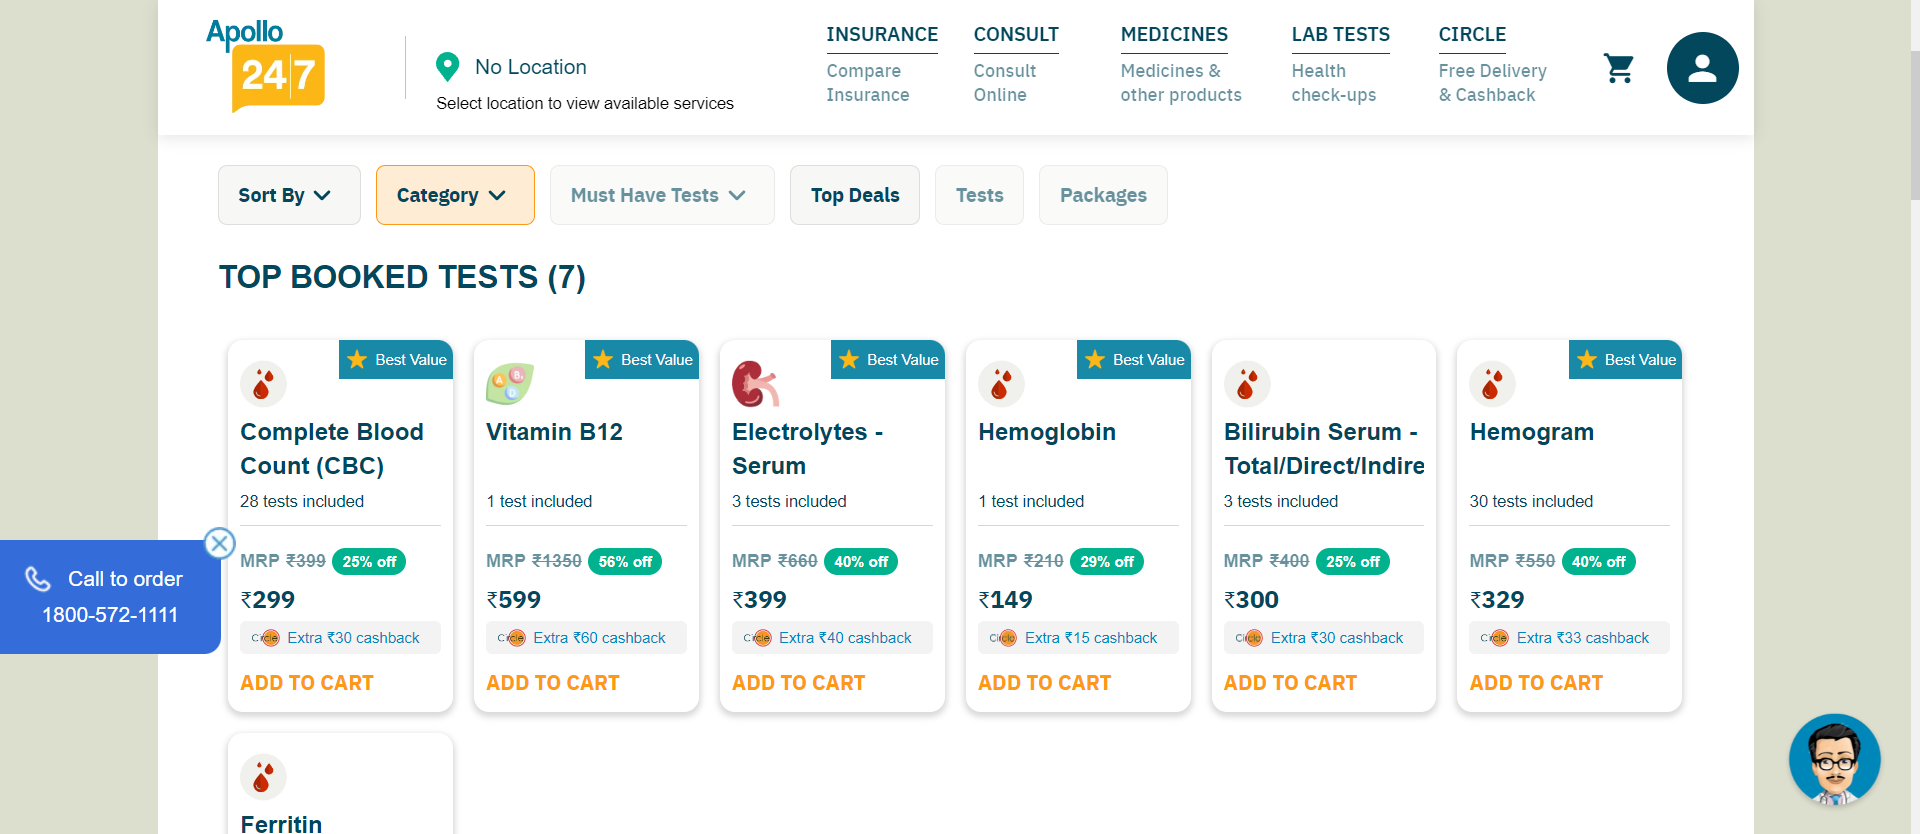 Apollo
24|7
No Location
Select location to view available services
INSURANCE
Compare
Insurance
CONSULT
Consult
Online
MEDICINES
Medicines &
other products
LAB TESTS
Health
check-ups
CIRCLE
Free Delivery
& Cashback
Sort By
Category
Must Have Tests
Top Deals
Tests
Packages
TOP BOOKED TESTS (7)
Best Value
Complete Blood
Count (CBC)
28 tests included
MRP ₹399 25% off
₹299
Circle Extra ₹30 cashback
ADD TO CART
Best Value
A B₁ D
Vitamin B12
1 test included
MRP ₹1350 56% off
₹599
Circle Extra ₹60 cashback
ADD TO CART
Best Value
Electrolytes -
Serum
3 tests included
MRP ₹660 40% off
₹399
Circle Extra ₹40 cashback
ADD TO CART
Best Value
Hemoglobin
1 test included
MRP ₹210 29% off
₹149
Circle Extra ₹15 cashback
ADD TO CART
Bilirubin Serum -
Total/Direct/Indire
3 tests included
MRP ₹400 25% off
₹300
Circle Extra ₹30 cashback
ADD TO CART
Best Value
Hemogram
30 tests included
MRP ₹550 40% off
₹329
Circle Extra ₹33 cashback
ADD TO CART
Call to order
1800-572-1111
Ferritin